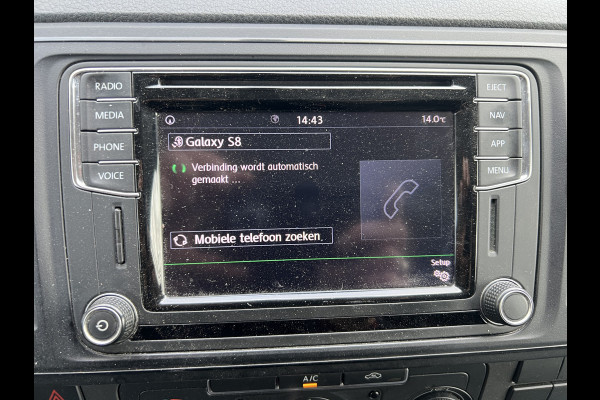 RADIO
MEDIA
PHONE
VOICE
EJECT
NAV
APP
MENU
14:43
14.0°C
Galaxy S8
Verbinding wordt automatisch
gemaakt ...
Mobiele telefoon zoeken
Setup
A/C